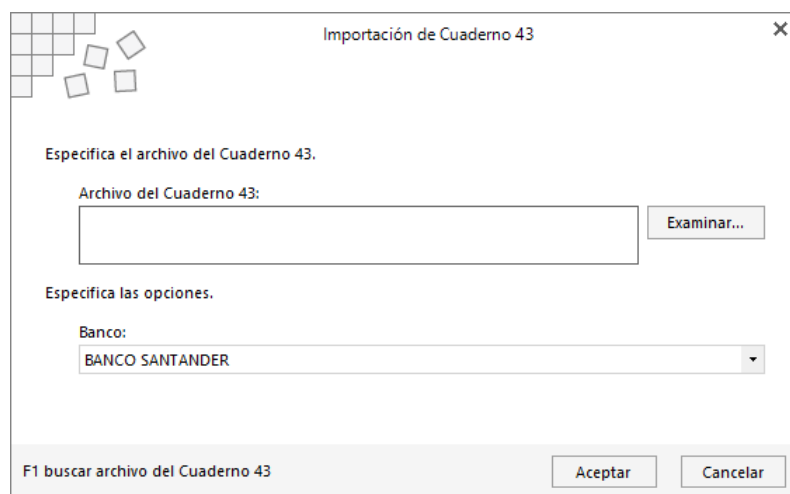 Importación de Cuaderno 43
Especifica el archivo del Cuaderno 43.
Archivo del Cuaderno 43:
Examinar...
Especifica las opciones.
Banco:
BANCO SANTANDER
F1 buscar archivo del Cuaderno 43
Aceptar
Cancelar